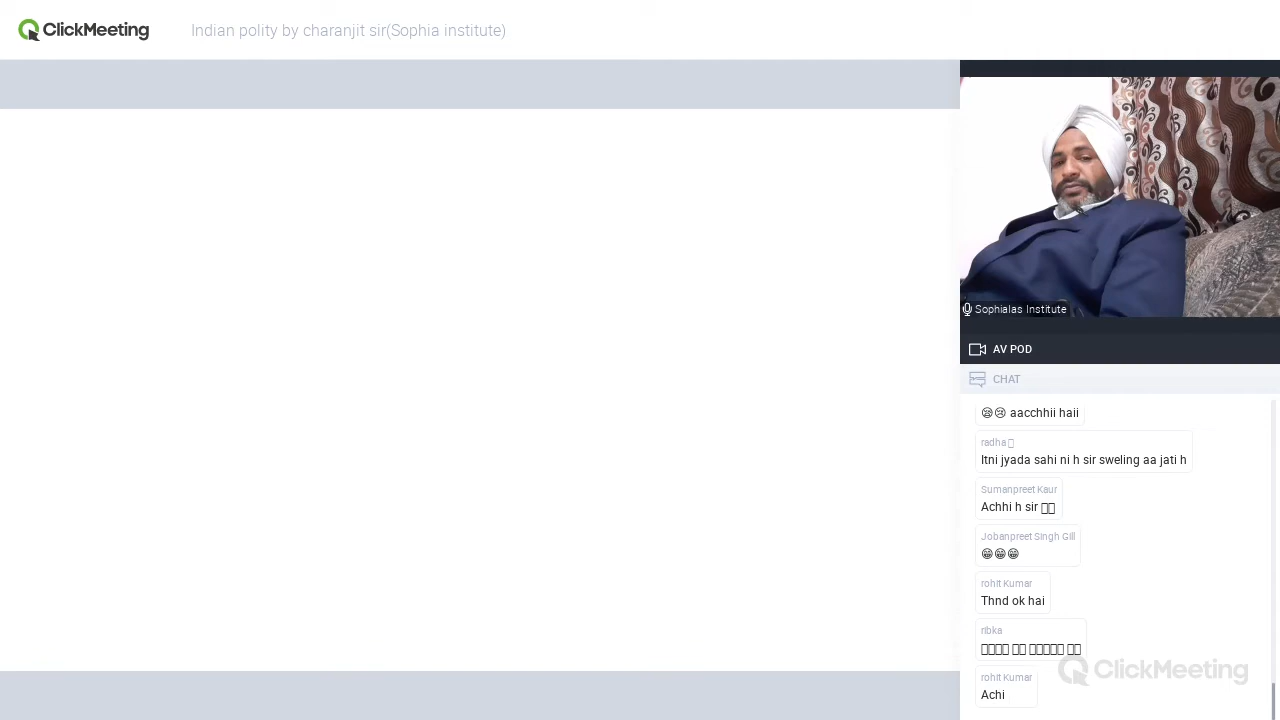 ClickMeeting
Indian polity by charanjit sir(Sophia institute)
SophiaIas Institute
AV POD
CHAT
😪😢 aacchhii haii
radha
Itni jyada sahi ni h sir sweling aa jati h
Sumanpreet Kaur
Achhi h sir
Jobanpreet Singh Gill
😁😁😁
rohit Kumar
Thnd ok hai
ribka
rohit Kumar
Achi
ClickMeeting